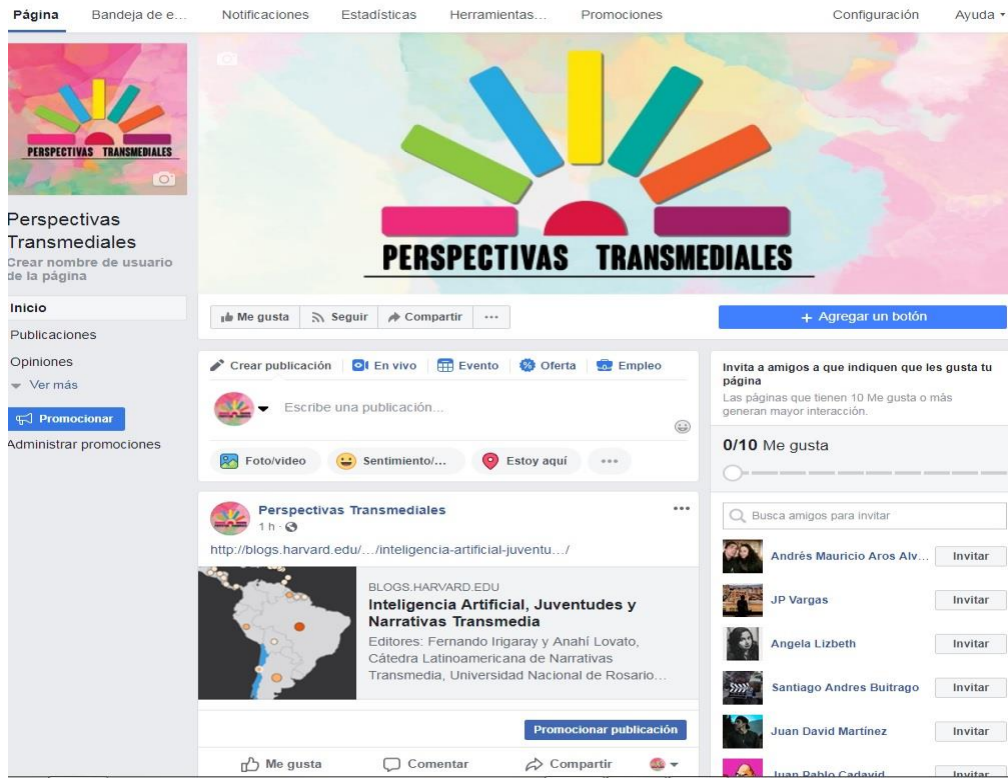 Página Bandeja de e... Notificaciones Estadísticas Herramientas... Promociones Configuración Ayuda
PERSPECTIVAS TRANSMEDIALES
Perspectivas
Transmediales
Crear nombre de usuario
de la página
Inicio
Publicaciones
Opiniones
Ver más
Promocionar
Administrar promociones
PERSPECTIVAS TRANSMEDIALES
Me gusta Seguir Compartir ...
+ Agregar un botón
Crear publicación En vivo Evento Oferta Empleo
Escribe una publicación...
Foto/video Sentimiento/... Estoy aquí ...
Perspectivas Transmediales ...
1 h ·
http://blogs.harvard.edu/.../inteligencia-artificial-juventu.../
BLOGS.HARVARD.EDU
Inteligencia Artificial, Juventudes y
Narrativas Transmedia
Editores: Fernando Irigaray y Anahí Lovato,
Cátedra Latinoamericana de Narrativas
Transmedia, Universidad Nacional de Rosario...
Promocionar publicación
Me gusta Comentar Compartir
Invita a amigos a que indiquen que les gusta tu
página
Las páginas que tienen 10 Me gusta o más
generan mayor interacción.
0/10 Me gusta
Busca amigos para invitar
Andrés Mauricio Aros Alv... Invitar
JP Vargas Invitar
Angela Lizbeth Invitar
Santiago Andres Buitrago Invitar
Juan David Martínez Invitar
Juan Pablo Cadavid Invitar